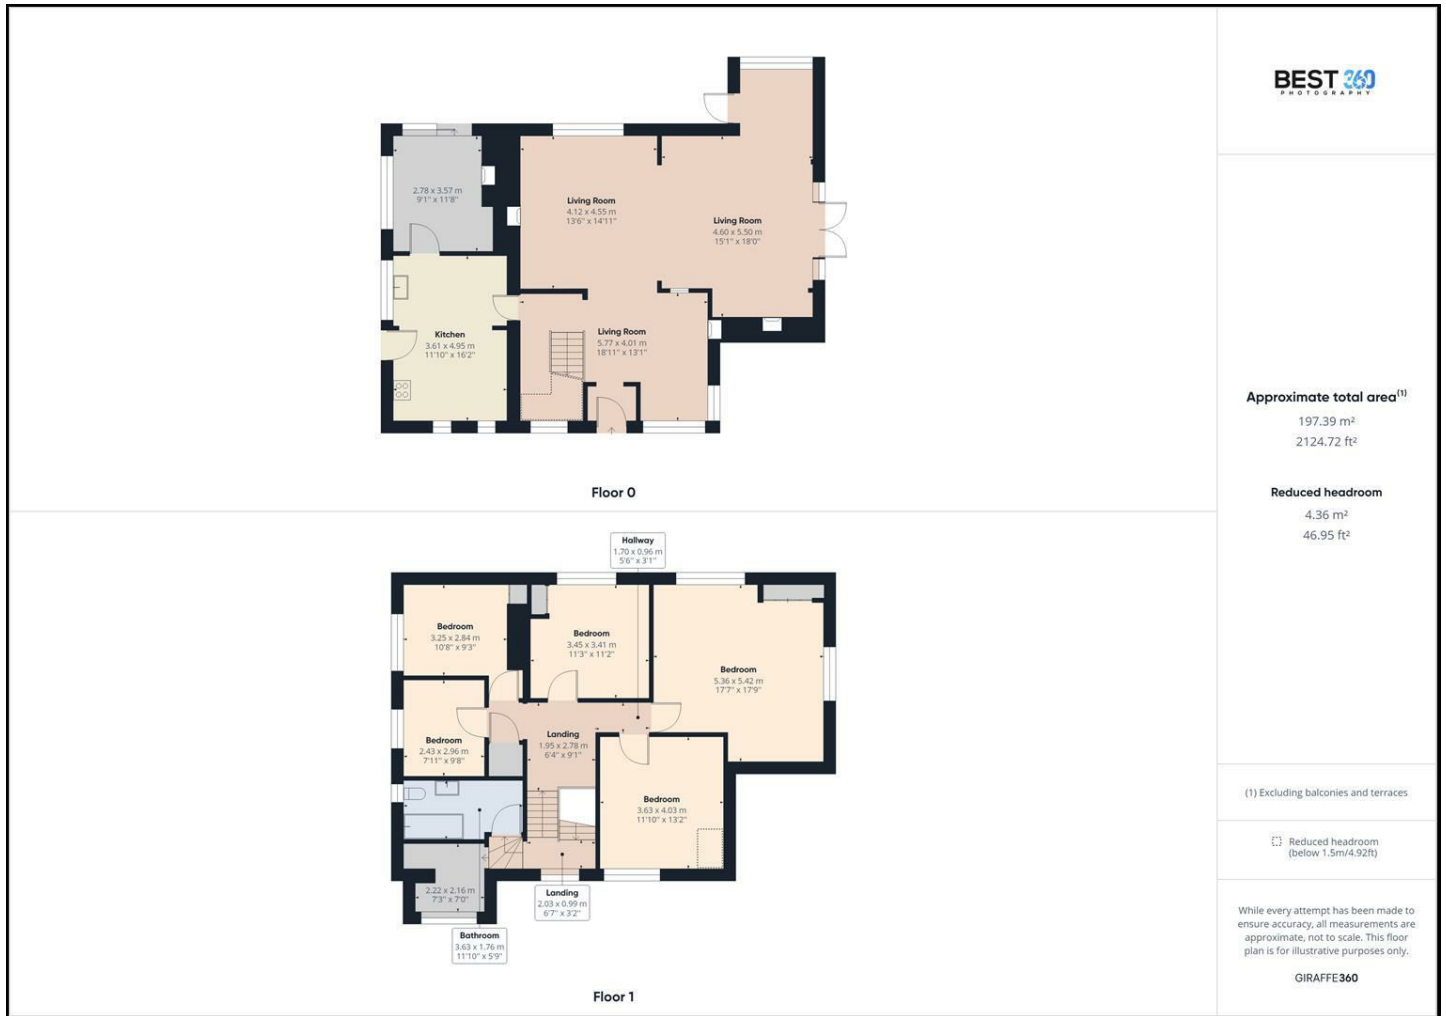 BEST 360
PHOTOGRAPHY
2.78 x 3.57 m
9'1" x 11'8"
Living Room
4.12 x 4.55 m
13'6" x 14'11"
Living Room
4.60 x 5.50 m
15'1" x 18'0"
Kitchen
3.61 x 4.95 m
11'10" x 16'2"
Living Room
5.77 x 4.01 m
18'11" x 13'1"
Floor 0
Approximate total area(1)
197.39 m²
2124.72 ft²
Reduced headroom
4.36 m²
46.95 ft²
Hallway
1.70 x 0.96 m
5'6" x 3'1"
Bedroom
3.25 x 2.84 m
10'8" x 9'3"
Bedroom
3.45 x 3.41 m
11'3" x 11'2"
Bedroom
5.36 x 5.42 m
17'7" x 17'9"
Bedroom
2.43 x 2.96 m
7'11" x 9'8"
Landing
1.95 x 2.78 m
6'4" x 9'1"
Bedroom
3.63 x 4.03 m
11'10" x 13'2"
2.22 x 2.16 m
7'3" x 7'0"
Landing
2.03 x 0.99 m
6'7" x 3'2"
Bathroom
3.63 x 1.76 m
11'10" x 5'9"
Floor 1
(1) Excluding balconies and terraces
Reduced headroom
(below 1.5m/4.92ft)
While every attempt has been made to
ensure accuracy, all measurements are
approximate, not to scale. This floor
plan is for illustrative purposes only.
GIRAFFE360